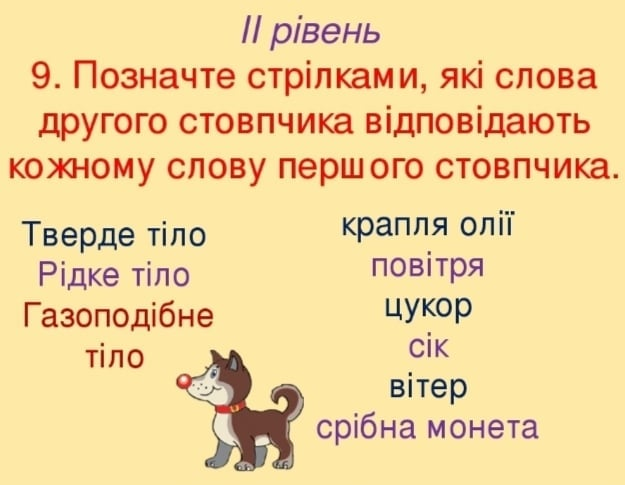 II рівень
9. Позначте стрілками, які слова
другого стовпчика відповідають
кожному слову першого стовпчика.
Тверде тіло
Рідке тіло
Газоподібне
тіло
крапля олії
повітря
цукор
сік
вітер
срібна монета